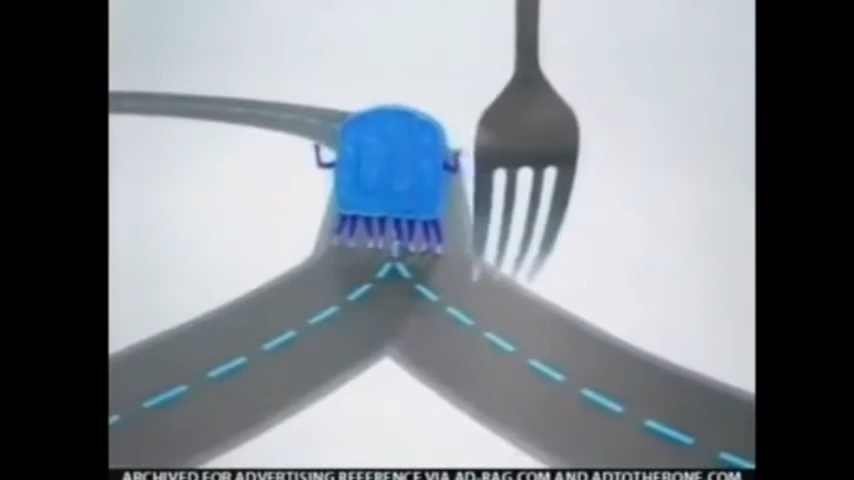 ARCHIVED FOR ADVERTISING REFERENCE VIA AD-RAG.COM AND ADTOTHEBONE.COM